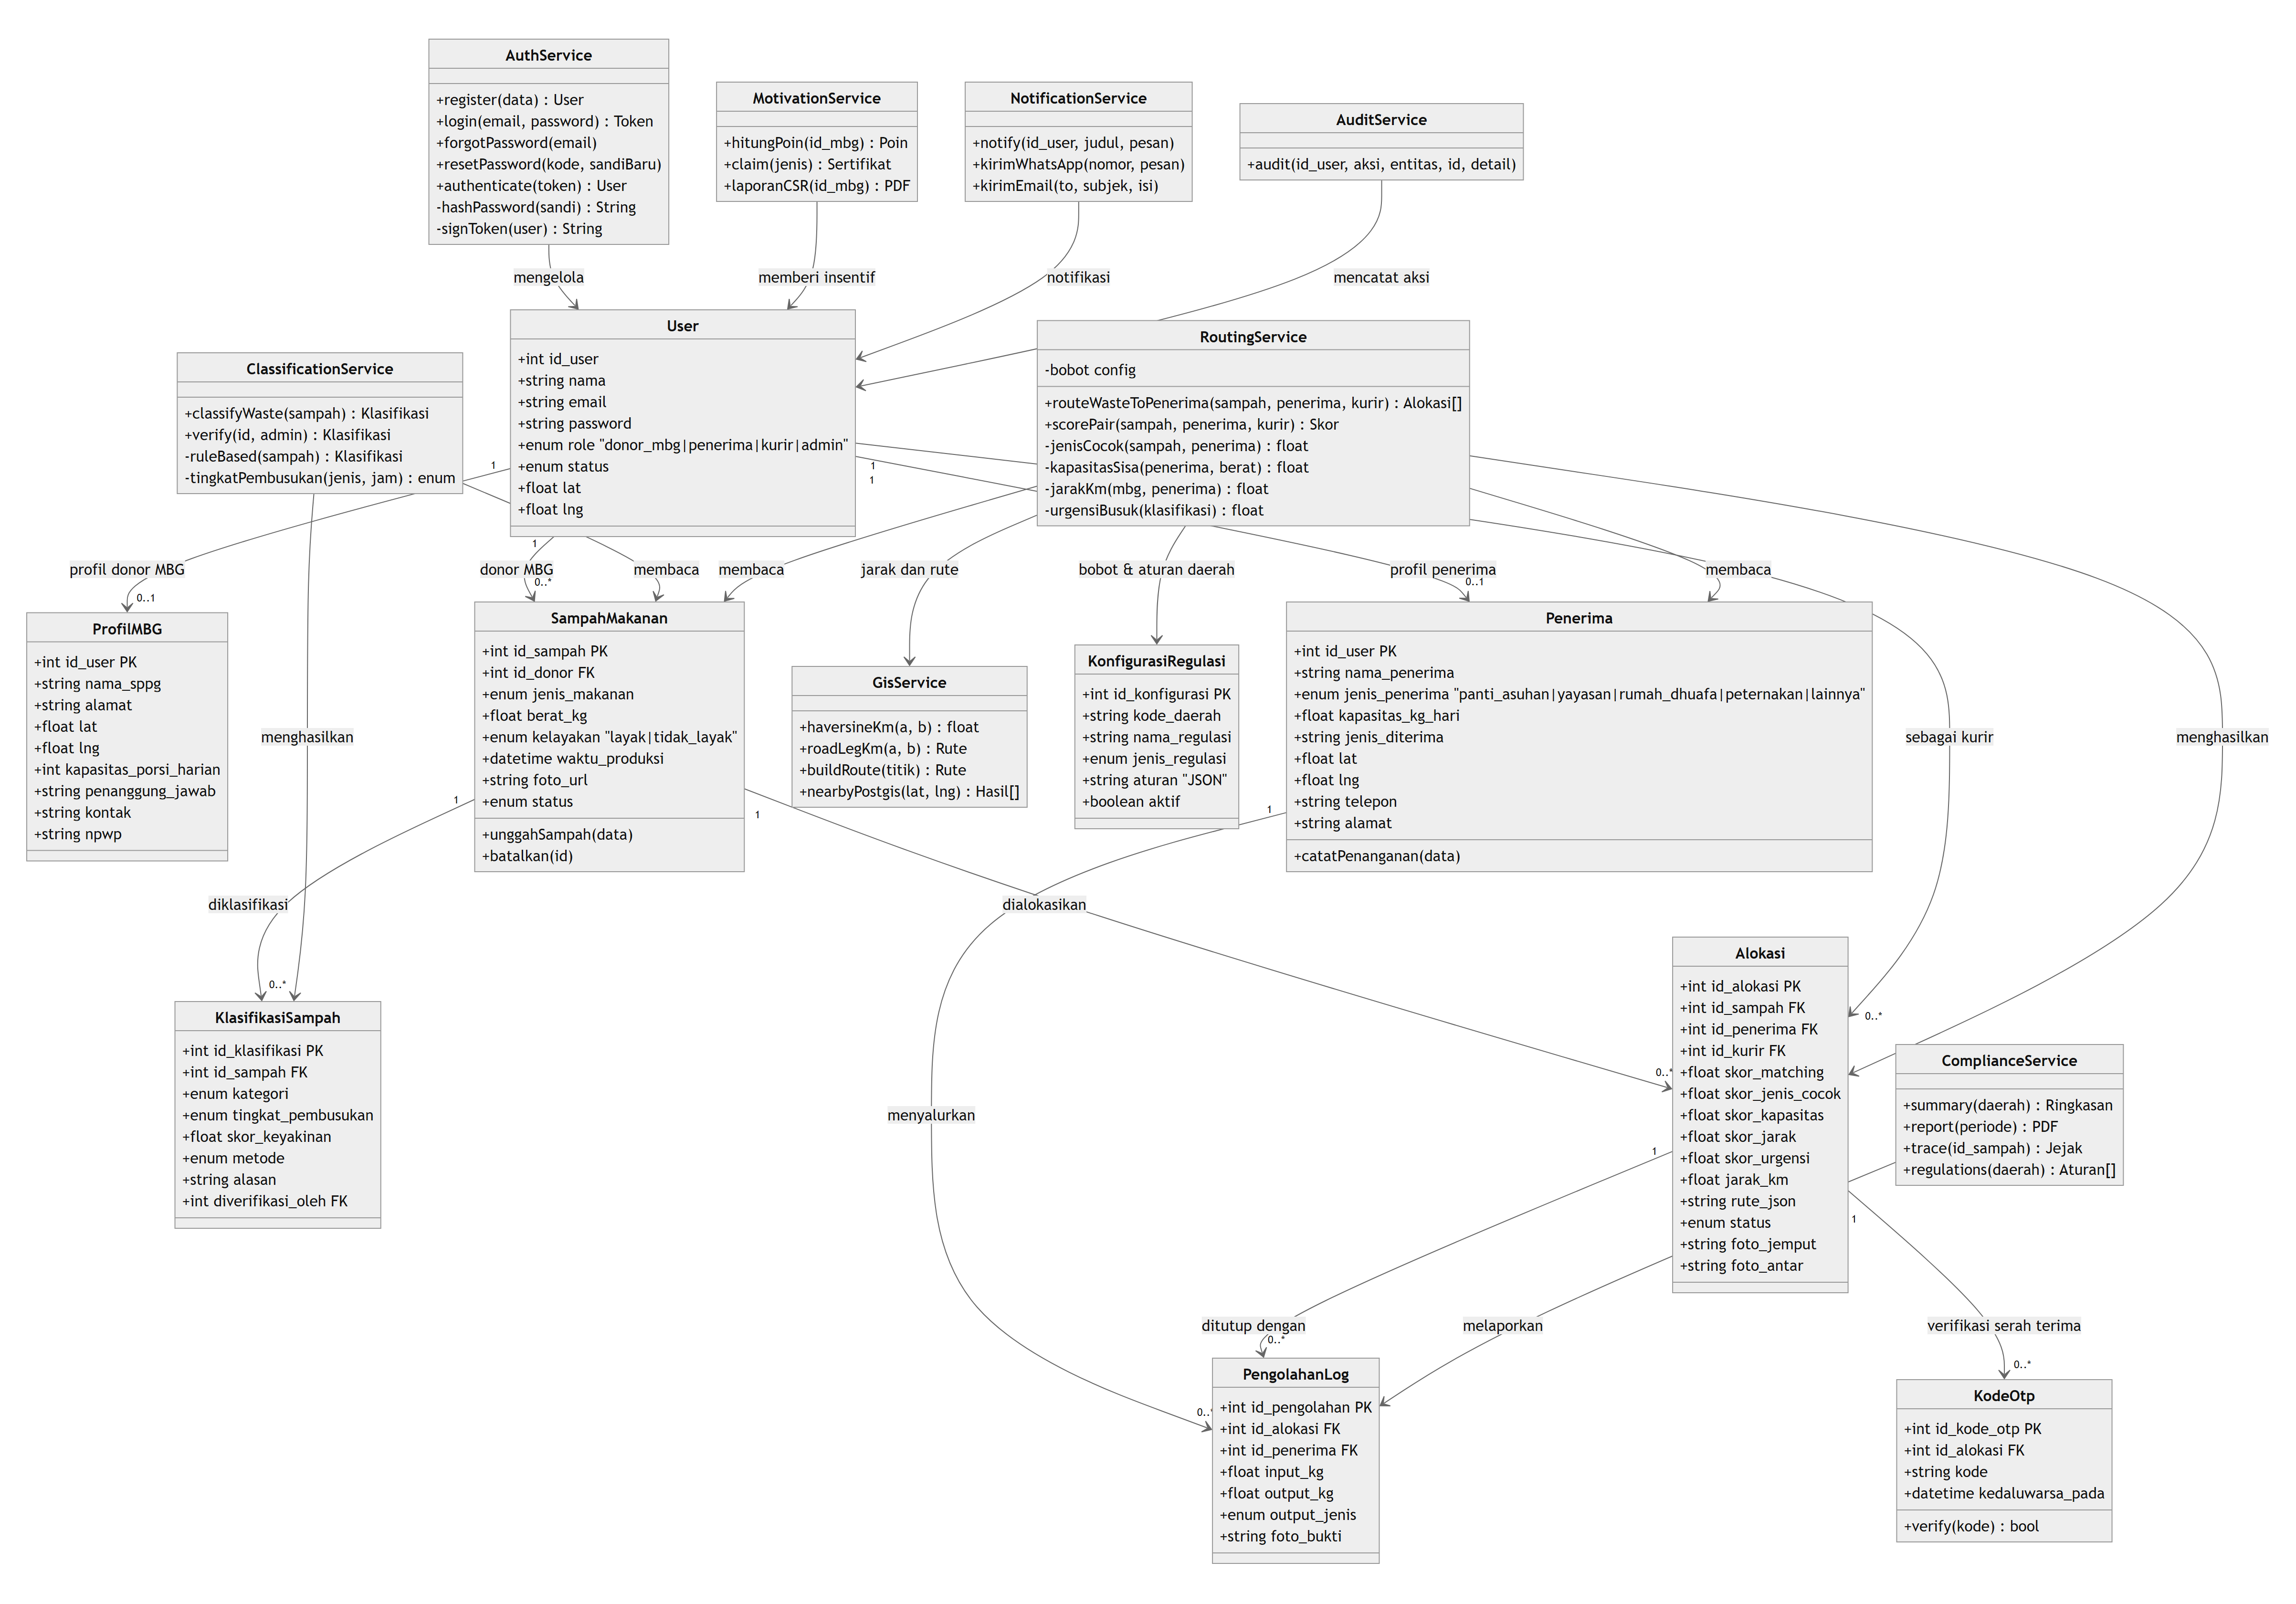 AuthService
+register(data) : User
+login(email, password) : Token
+forgotPassword(email)
+resetPassword(kode, sandiBaru)
+authenticate(token) : User
-hashPassword(sandi) : String
-signToken(user) : String
MotivationService
+hitungPoin(id_mbg) : Poin
+claim(jenis) : Sertifikat
+laporanCSR(id_mbg) : PDF
NotificationService
+notify(id_user, judul, pesan)
+kirimWhatsApp(nomor, pesan)
+kirimEmail(to, subjek, isi)
AuditService
+audit(id_user, aksi, entitas, id, detail)
mengelola
memberi insentif
notifikasi
mencatat aksi
ClassificationService
+classifyWaste(sampah) : Klasifikasi
+verify(id, admin) : Klasifikasi
-ruleBased(sampah) : Klasifikasi
-tingkatPembusukan(jenis, jam) : enum
User
+int id_user
+string nama
+string email
+string password
+enum role "donor_mbg|penerima|kurir|admin"
+enum status
+float lat
+float lng
RoutingService
-bobot config
+routeWasteToPenerima(sampah, penerima, kurir) : Alokasi[]
+scorePair(sampah, penerima, kurir) : Skor
-jenisCocok(sampah, penerima) : float
-kapasitasSisa(penerima, berat) : float
-jarakKm(mbg, penerima) : float
-urgensiBusuk(klasifikasi) : float
1
1
1
1
profil donor MBG
donor MBG
membaca
membaca
jarak dan rute
bobot & aturan daerah
profil penerima
membaca
0..1
0..*
0..1
ProfilMBG
+int id_user PK
+string nama_sppg
+string alamat
+float lat
+float lng
+int kapasitas_porsi_harian
+string penanggung_jawab
+string kontak
+string npwp
menghasilkan
SampahMakanan
+int id_sampah PK
+int id_donor FK
+enum jenis_makanan
+float berat_kg
+enum kelayakan "layak|tidak_layak"
+datetime waktu_produksi
+string foto_url
+enum status
+unggahSampah(data)
+batalkan(id)
GisService
+haversineKm(a, b) : float
+roadLegKm(a, b) : Rute
+buildRoute(titik) : Rute
+nearbyPostgis(lat, lng) : Hasil[]
KonfigurasiRegulasi
+int id_konfigurasi PK
+string kode_daerah
+string nama_regulasi
+enum jenis_regulasi
+string aturan "JSON"
+boolean aktif
Penerima
+int id_user PK
+string nama_penerima
+enum jenis_penerima "panti_asuhan|yayasan|rumah_dhuafa|peternakan|lainnya"
+float kapasitas_kg_hari
+string jenis_diterima
+float lat
+float lng
+string telepon
+string alamat
+catatPenanganan(data)
sebagai kurir
menghasilkan
1
1
1
diklasifikasi
dialokasikan
0..*
KlasifikasiSampah
+int id_klasifikasi PK
+int id_sampah FK
+enum kategori
+enum tingkat_pembusukan
+float skor_keyakinan
+enum metode
+string alasan
+int diverifikasi_oleh FK
menyalurkan
Alokasi
+int id_alokasi PK
+int id_sampah FK
+int id_penerima FK
+int id_kurir FK
+float skor_matching
+float skor_jenis_cocok
+float skor_kapasitas
+float skor_jarak
+float skor_urgensi
+float jarak_km
+string rute_json
+enum status
+string foto_jemput
+string foto_antar
0..*
0..*
ComplianceService
+summary(daerah) : Ringkasan
+report(periode) : PDF
+trace(id_sampah) : Jejak
+regulations(daerah) : Aturan[]
1
1
ditutup dengan
melaporkan
verifikasi serah terima
0..*
0..*
0..*
PengolahanLog
+int id_pengolahan PK
+int id_alokasi FK
+int id_penerima FK
+float input_kg
+float output_kg
+enum output_jenis
+string foto_bukti
KodeOtp
+int id_kode_otp PK
+int id_alokasi FK
+string kode
+datetime kedaluwarsa_pada
+verify(kode) : bool